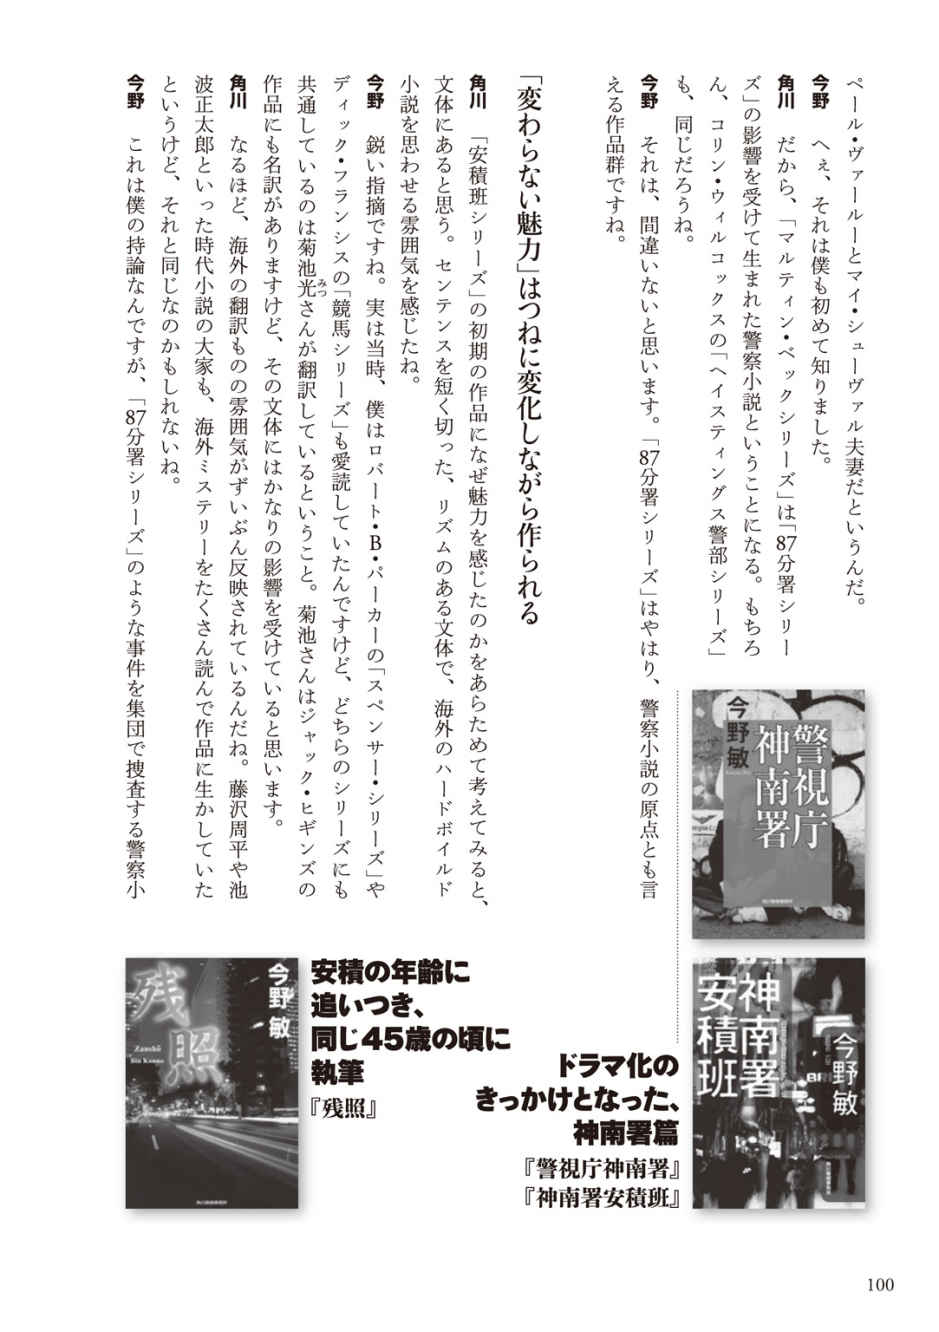 ペール・ヴァールーとマイ・シューヴァル夫妻だというんだ。
今野　へぇ、それは僕も初めて知りました。
角川　だから、「マルティン・ベックシリーズ」は「87分署シリー
ズ」の影響を受けて生まれた警察小説ということになる。もちろ
ん、コリン・ウィルコックスの「ヘイスティングス警部シリーズ」
も、同じだろうね。
今野　それは、間違いないと思います。「87分署シリーズ」はやはり、警察小説の原点とも言
える作品群ですね。
「変わらない魅力」はつねに変化しながら作られる
角川　「安積班シリーズ」の初期の作品になぜ魅力を感じたのかをあらためて考えてみると、
文体にあると思う。センテンスを短く切った、リズムのある文体で、海外のハードボイルド
小説を思わせる雰囲気を感じたね。
今野　鋭い指摘ですね。実は当時、僕はロバート・B・パーカーの「スペンサー・シリーズ」や
ディック・フランシスの「競馬シリーズ」も愛読していたんですけど、どちらのシリーズにも
共通しているのは菊池光さんが翻訳しているということ。菊池さんはジャック・ヒギンズの
みつ
作品にも名訳がありますけど、その文体にはかなりの影響を受けていると思います。
角川　なるほど、海外の翻訳ものの雰囲気がずいぶん反映されているんだね。藤沢周平や池
波正太郎といった時代小説の大家も、海外ミステリーをたくさん読んで作品に生かしていた
というけど、それと同じなのかもしれないね。
今野　これは僕の持論なんですが、「87分署シリーズ」のような事件を集団で捜査する警察小
警視庁
神南署
今野 敏
神南署
安積班
今野 敏
ドラマ化の
きっかけとなった、
神南署篇
『警視庁神南署』
『神南署安積班』
安積の年齢に
追いつき、
同じ45歳の頃に
執筆
『残照』
今野 敏
残照
Zanshō
Bin Konno
100